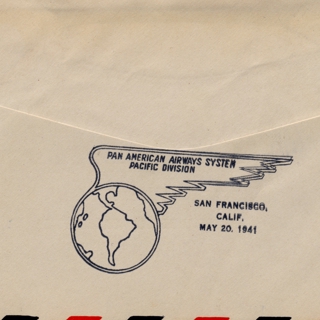 PAN AMERICAN AIRWAYS SYSTEM
PACIFIC DIVISION
SAN FRANCISCO,
CALIF.
MAY 20. 1941